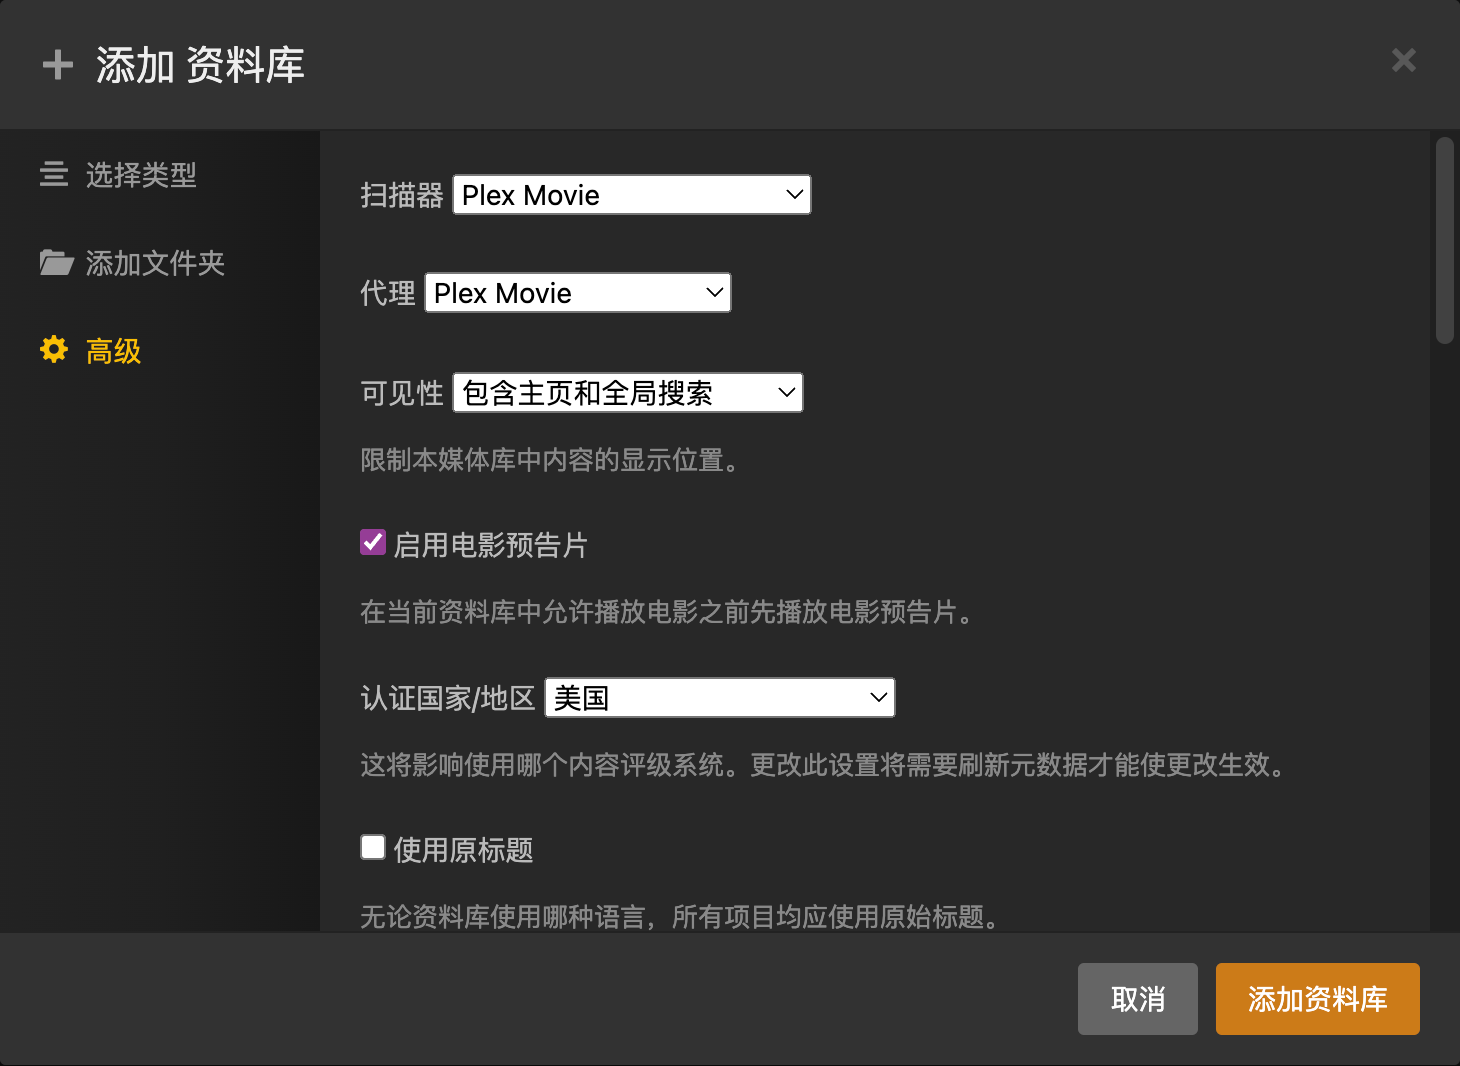 添加 资料库
选择类型
添加文件夹
高级
扫描器 Plex Movie
代理 Plex Movie
可见性 包含主页和全局搜索
限制本媒体库中内容的显示位置。
启用电影预告片
在当前资料库中允许播放电影之前先播放电影预告片。
认证国家/地区 美国
这将影响使用哪个内容评级系统。更改此设置将需要刷新元数据才能使更改生效。
使用原标题
无论资料库使用哪种语言，所有项目均应使用原始标题。
取消 添加资料库